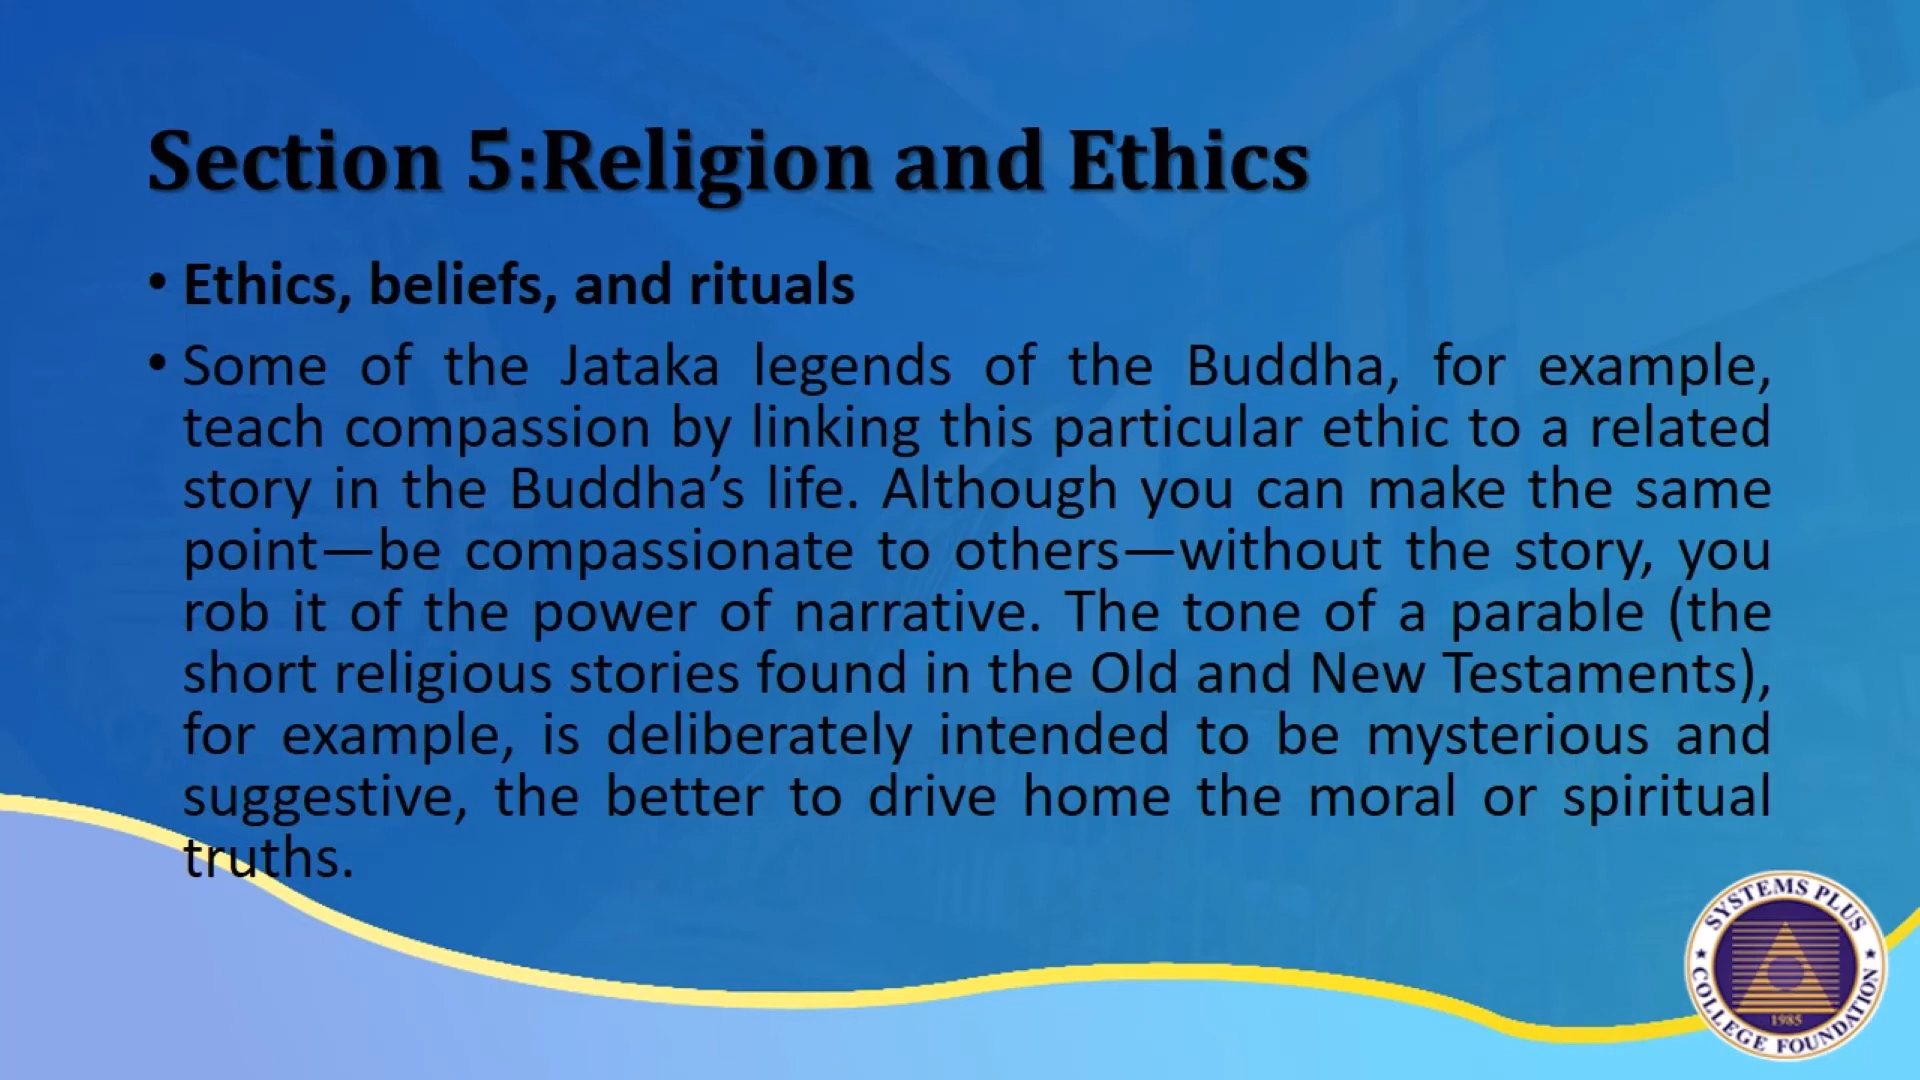 Section 5:Religion and Ethics
• Ethics, beliefs, and rituals
• Some of the Jataka legends of the Buddha, for example,
teach compassion by linking this particular ethic to a related
story in the Buddha’s life. Although you can make the same
point—be compassionate to others—without the story, you
rob it of the power of narrative. The tone of a parable (the
short religious stories found in the Old and New Testaments),
for example, is deliberately intended to be mysterious and
suggestive, the better to drive home the moral or spiritual
truths.
SYSTEMS PLUS
COLLEGE FOUNDATION
1985